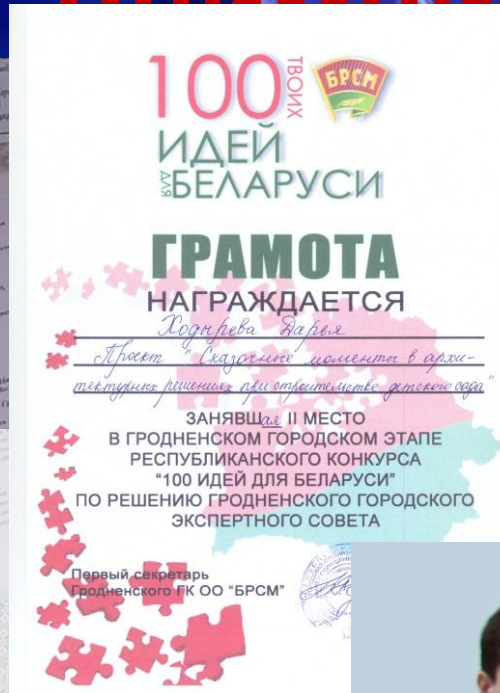 100 ТВОИХ
БРСМ
ИДЕЙ
ДЛЯ БЕЛАРУСИ
ГРАМОТА
НАГРАЖДАЕТСЯ
Ходырева Дарья
Проект "Сказочные моменты в архи-
тектурных решениях при строительстве детского сада"
ЗАНЯВШая II МЕСТО
В ГРОДНЕНСКОМ ГОРОДСКОМ ЭТАПЕ
РЕСПУБЛИКАНСКОГО КОНКУРСА
"100 ИДЕЙ ДЛЯ БЕЛАРУСИ"
ПО РЕШЕНИЮ ГРОДНЕНСКОГО ГОРОДСКОГО
ЭКСПЕРТНОГО СОВЕТА
Первый секретарь
Гродненского ГК ОО "БРСМ"